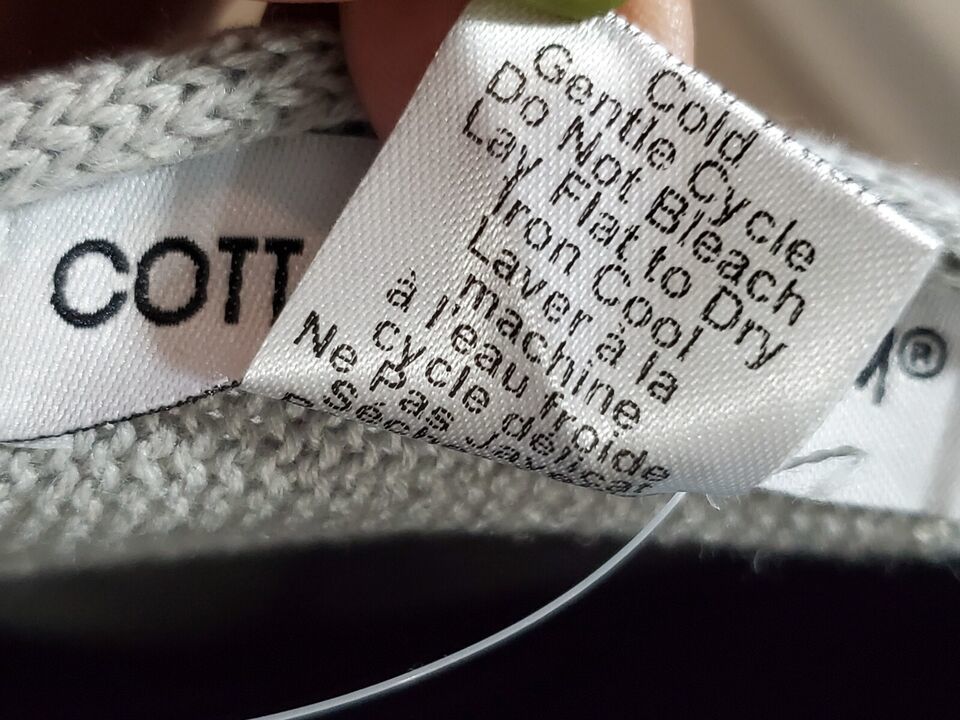 COTT
Y®
Cold
Gentle Cycle
Do Not Bleach
Lay Flat to Dry
Iron Cool
Laver à la
machine
à l'eau froide
cycle délicat
Ne Pas